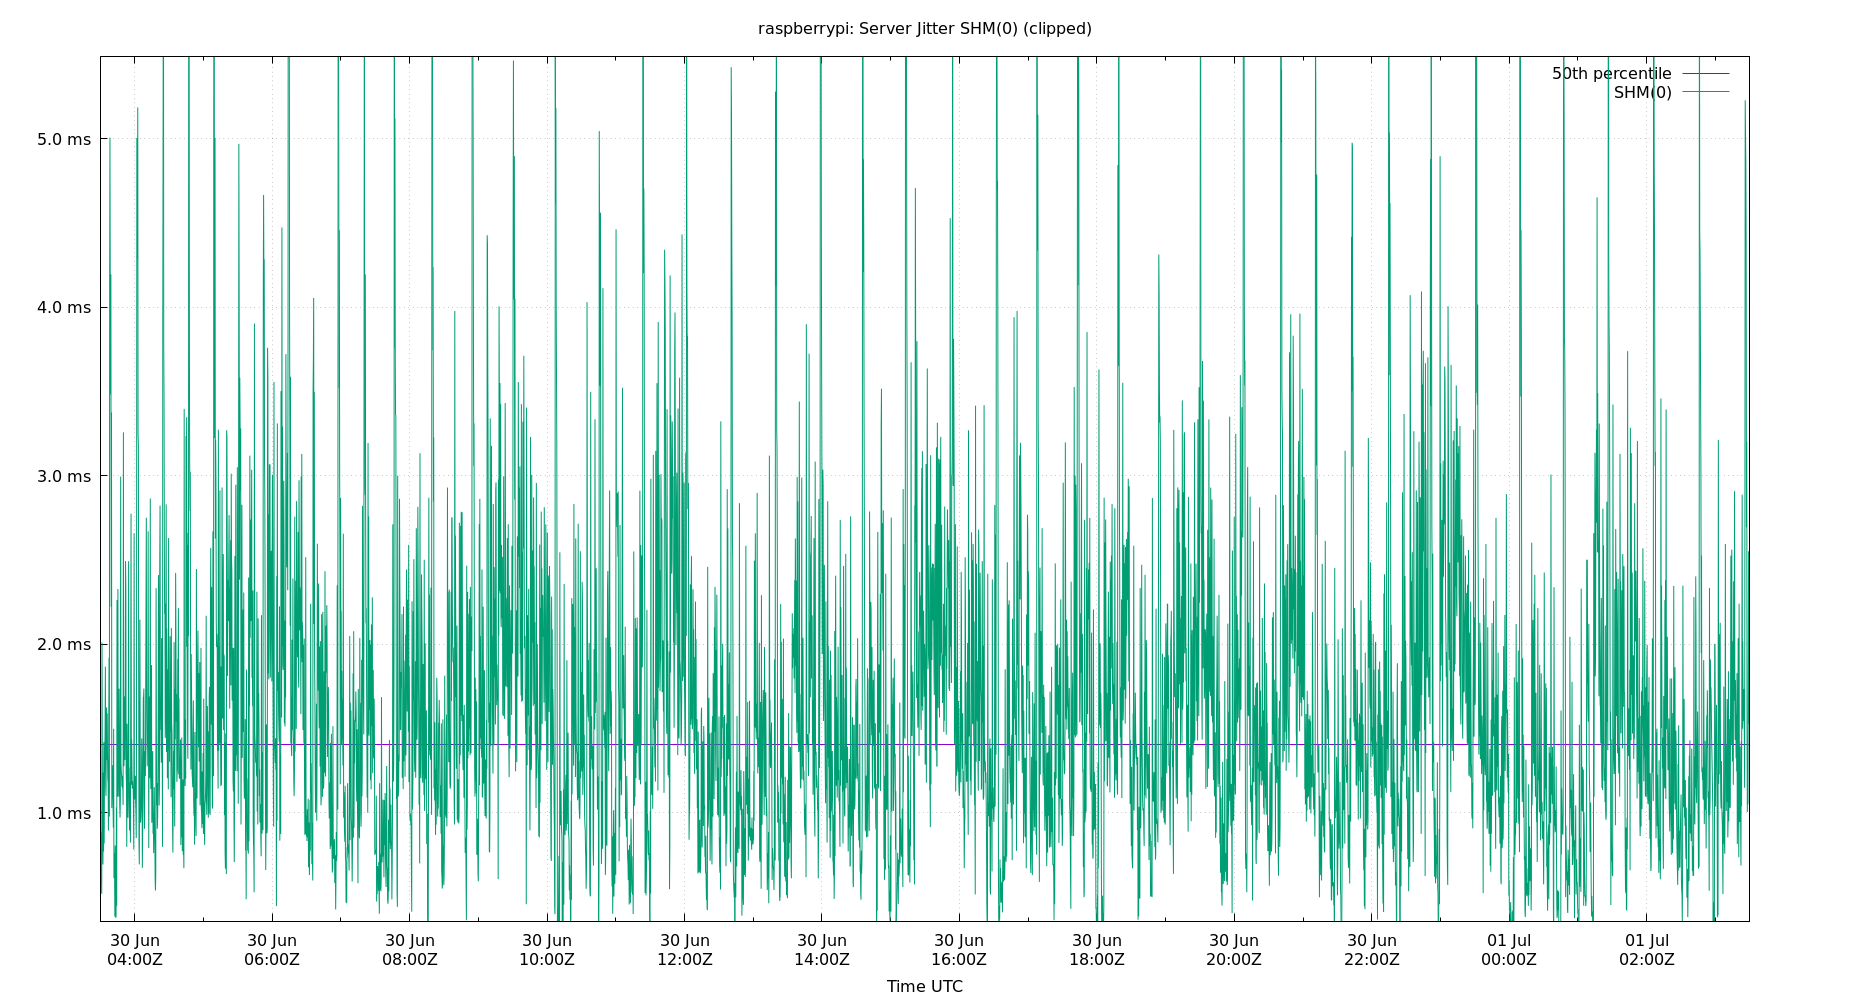 raspberrypi: Server Jitter SHM(0) (clipped)
50th percentile
SHM(0)
5.0 ms
4.0 ms
3.0 ms
2.0 ms
1.0 ms
30 Jun 30 Jun 30 Jun 30 Jun 30 Jun 30 Jun 30 Jun 30 Jun 30 Jun 30 Jun 01 Jul 01 Jul
04:00Z 06:00Z 08:00Z 10:00Z 12:00Z 14:00Z 16:00Z 18:00Z 20:00Z 22:00Z 00:00Z 02:00Z
Time UTC